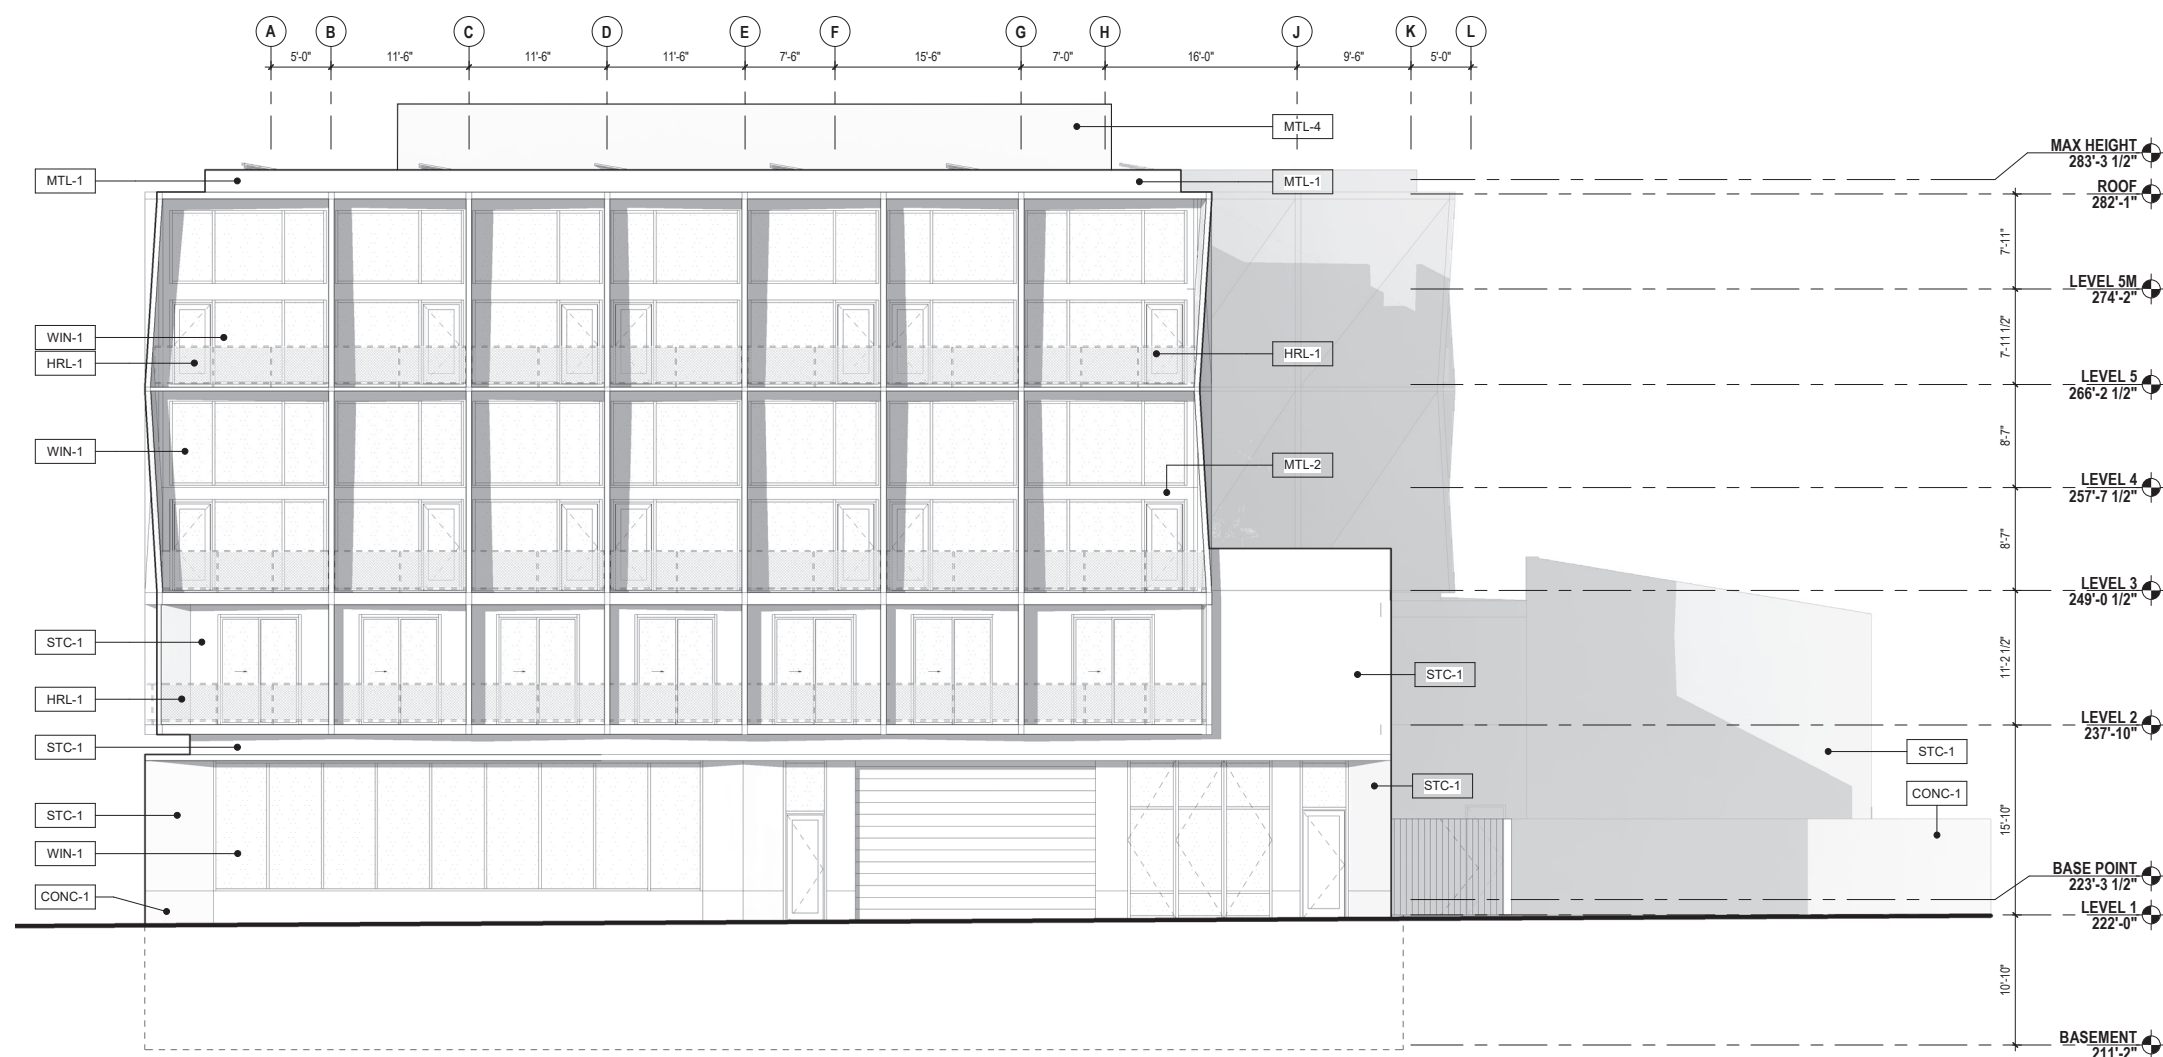 A B C D E F G H J K L
5'-0" 11'-6" 11'-6" 11'-6" 7'-6" 15'-6" 7'-0" 16'-0" 9'-6" 5'-0"
MTL-4
MAX HEIGHT
283'-3 1/2"
MTL-1
MTL-1
ROOF
282'-1"
7'-11"
LEVEL 5M
274'-2"
WIN-1
7'-11 1/2"
HRL-1
HRL-1
LEVEL 5
266'-2 1/2"
8'-7"
WIN-1
MTL-2
LEVEL 4
257'-7 1/2"
8'-7"
LEVEL 3
249'-0 1/2"
STC-1
11'-2 1/2"
STC-1
HRL-1
LEVEL 2
237'-10"
STC-1
STC-1
STC-1
CONC-1
STC-1
15'-10"
WIN-1
BASE POINT
223'-3 1/2"
CONC-1
LEVEL 1
222'-0"
10'-10"
BASEMENT
211'-2"